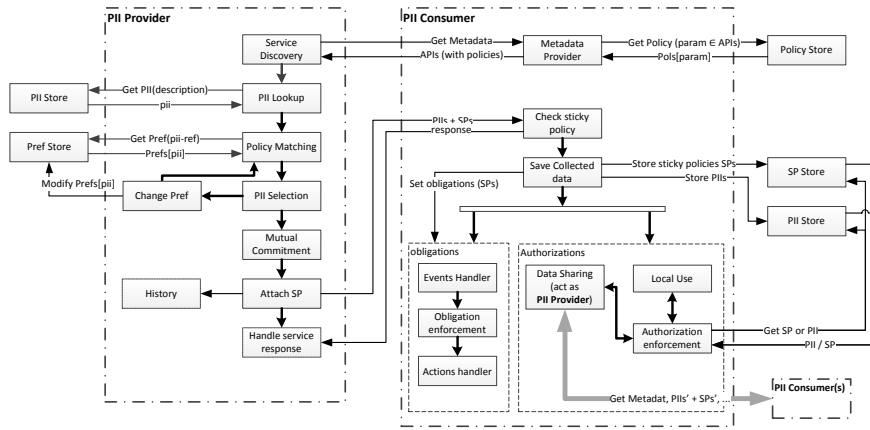 PII Provider
PII Consumer
Service
Discovery
Get Metadata
APIs (with policies)
Metadata
Provider
Get Policy (param ∈ APIs)
Pols[param]
Policy Store
PII Store
Get PII(description)
pii
PII Lookup
Pref Store
Get Pref(pii-ref)
Prefs[pii]
Policy Matching
PIIs + SPs
response
Check sticky
policy
Modify Prefs[pii]
Change Pref
PII Selection
Save Collected
data
Set obligations (SPs)
Store sticky policies SPs
Store PIIs
SP Store
PII Store
Mutual
Commitment
History
Attach SP
Handle service
response
obligations
Events Handler
Obligation
enforcement
Actions handler
Authorizations
Data Sharing
(act as
PII Provider)
Local Use
Authorization
enforcement
Get SP or PII
PII / SP
Get Metadat, PIIs' + SPs', ...
PII Consumer(s)